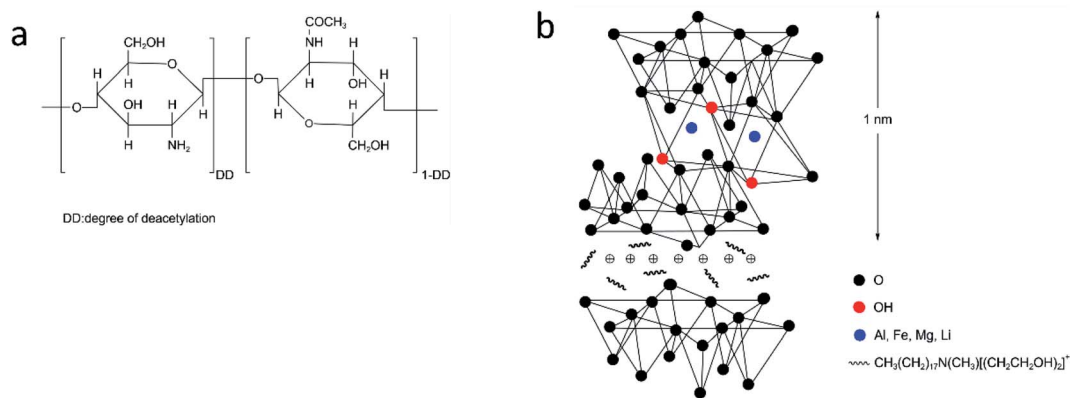 a
COCH₃
CH₂OH
NH
H
H
H
O
H
O
H
OH
O
H
OH
H
H
H
O
H
H
H
NH₂
CH₂OH
DD
1-DD
DD:degree of deacetylation
b
1 nm
O
OH
Al, Fe, Mg, Li
CH₃(CH₂)₁₇N(CH₃)[(CH₂CH₂OH)₂]⁺